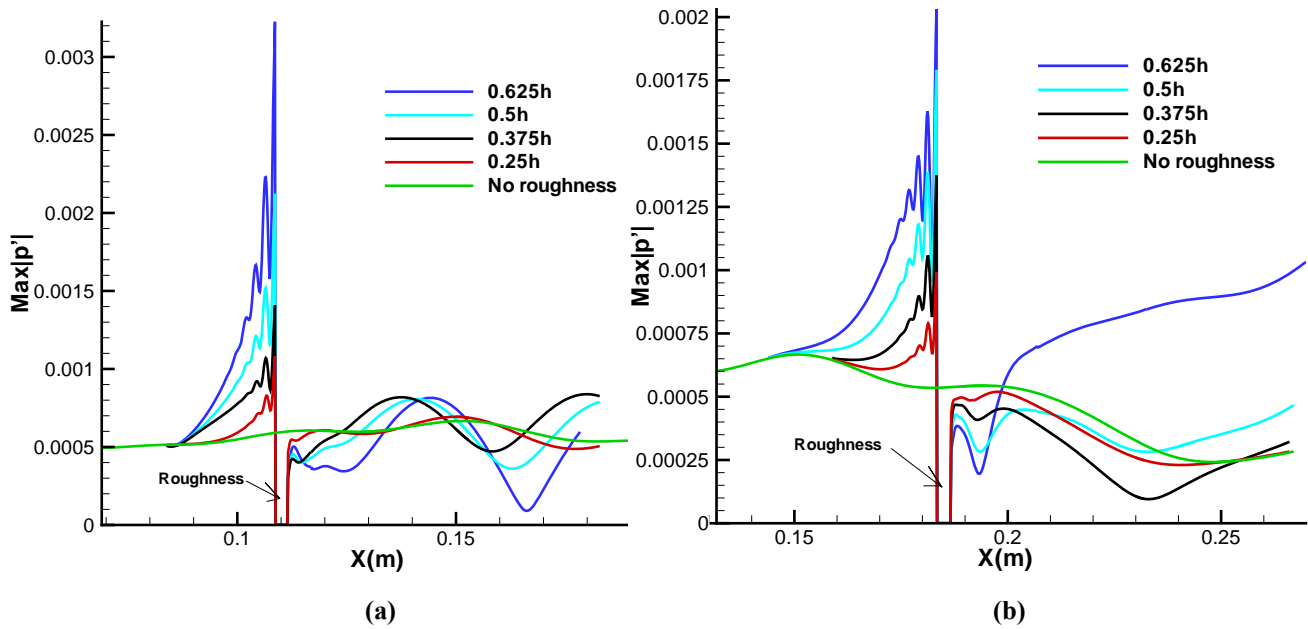 0.003
0.0025
0.002
0.0015
0.001
0.0005
0
Max|p'|
0.625h
0.5h
0.375h
0.25h
No roughness
Roughness
0.1
0.15
X(m)
(a)
0.002
0.00175
0.0015
0.00125
0.001
0.00075
0.0005
0.00025
0
Max|p'|
0.625h
0.5h
0.375h
0.25h
No roughness
Roughness
0.15
0.2
0.25
X(m)
(b)